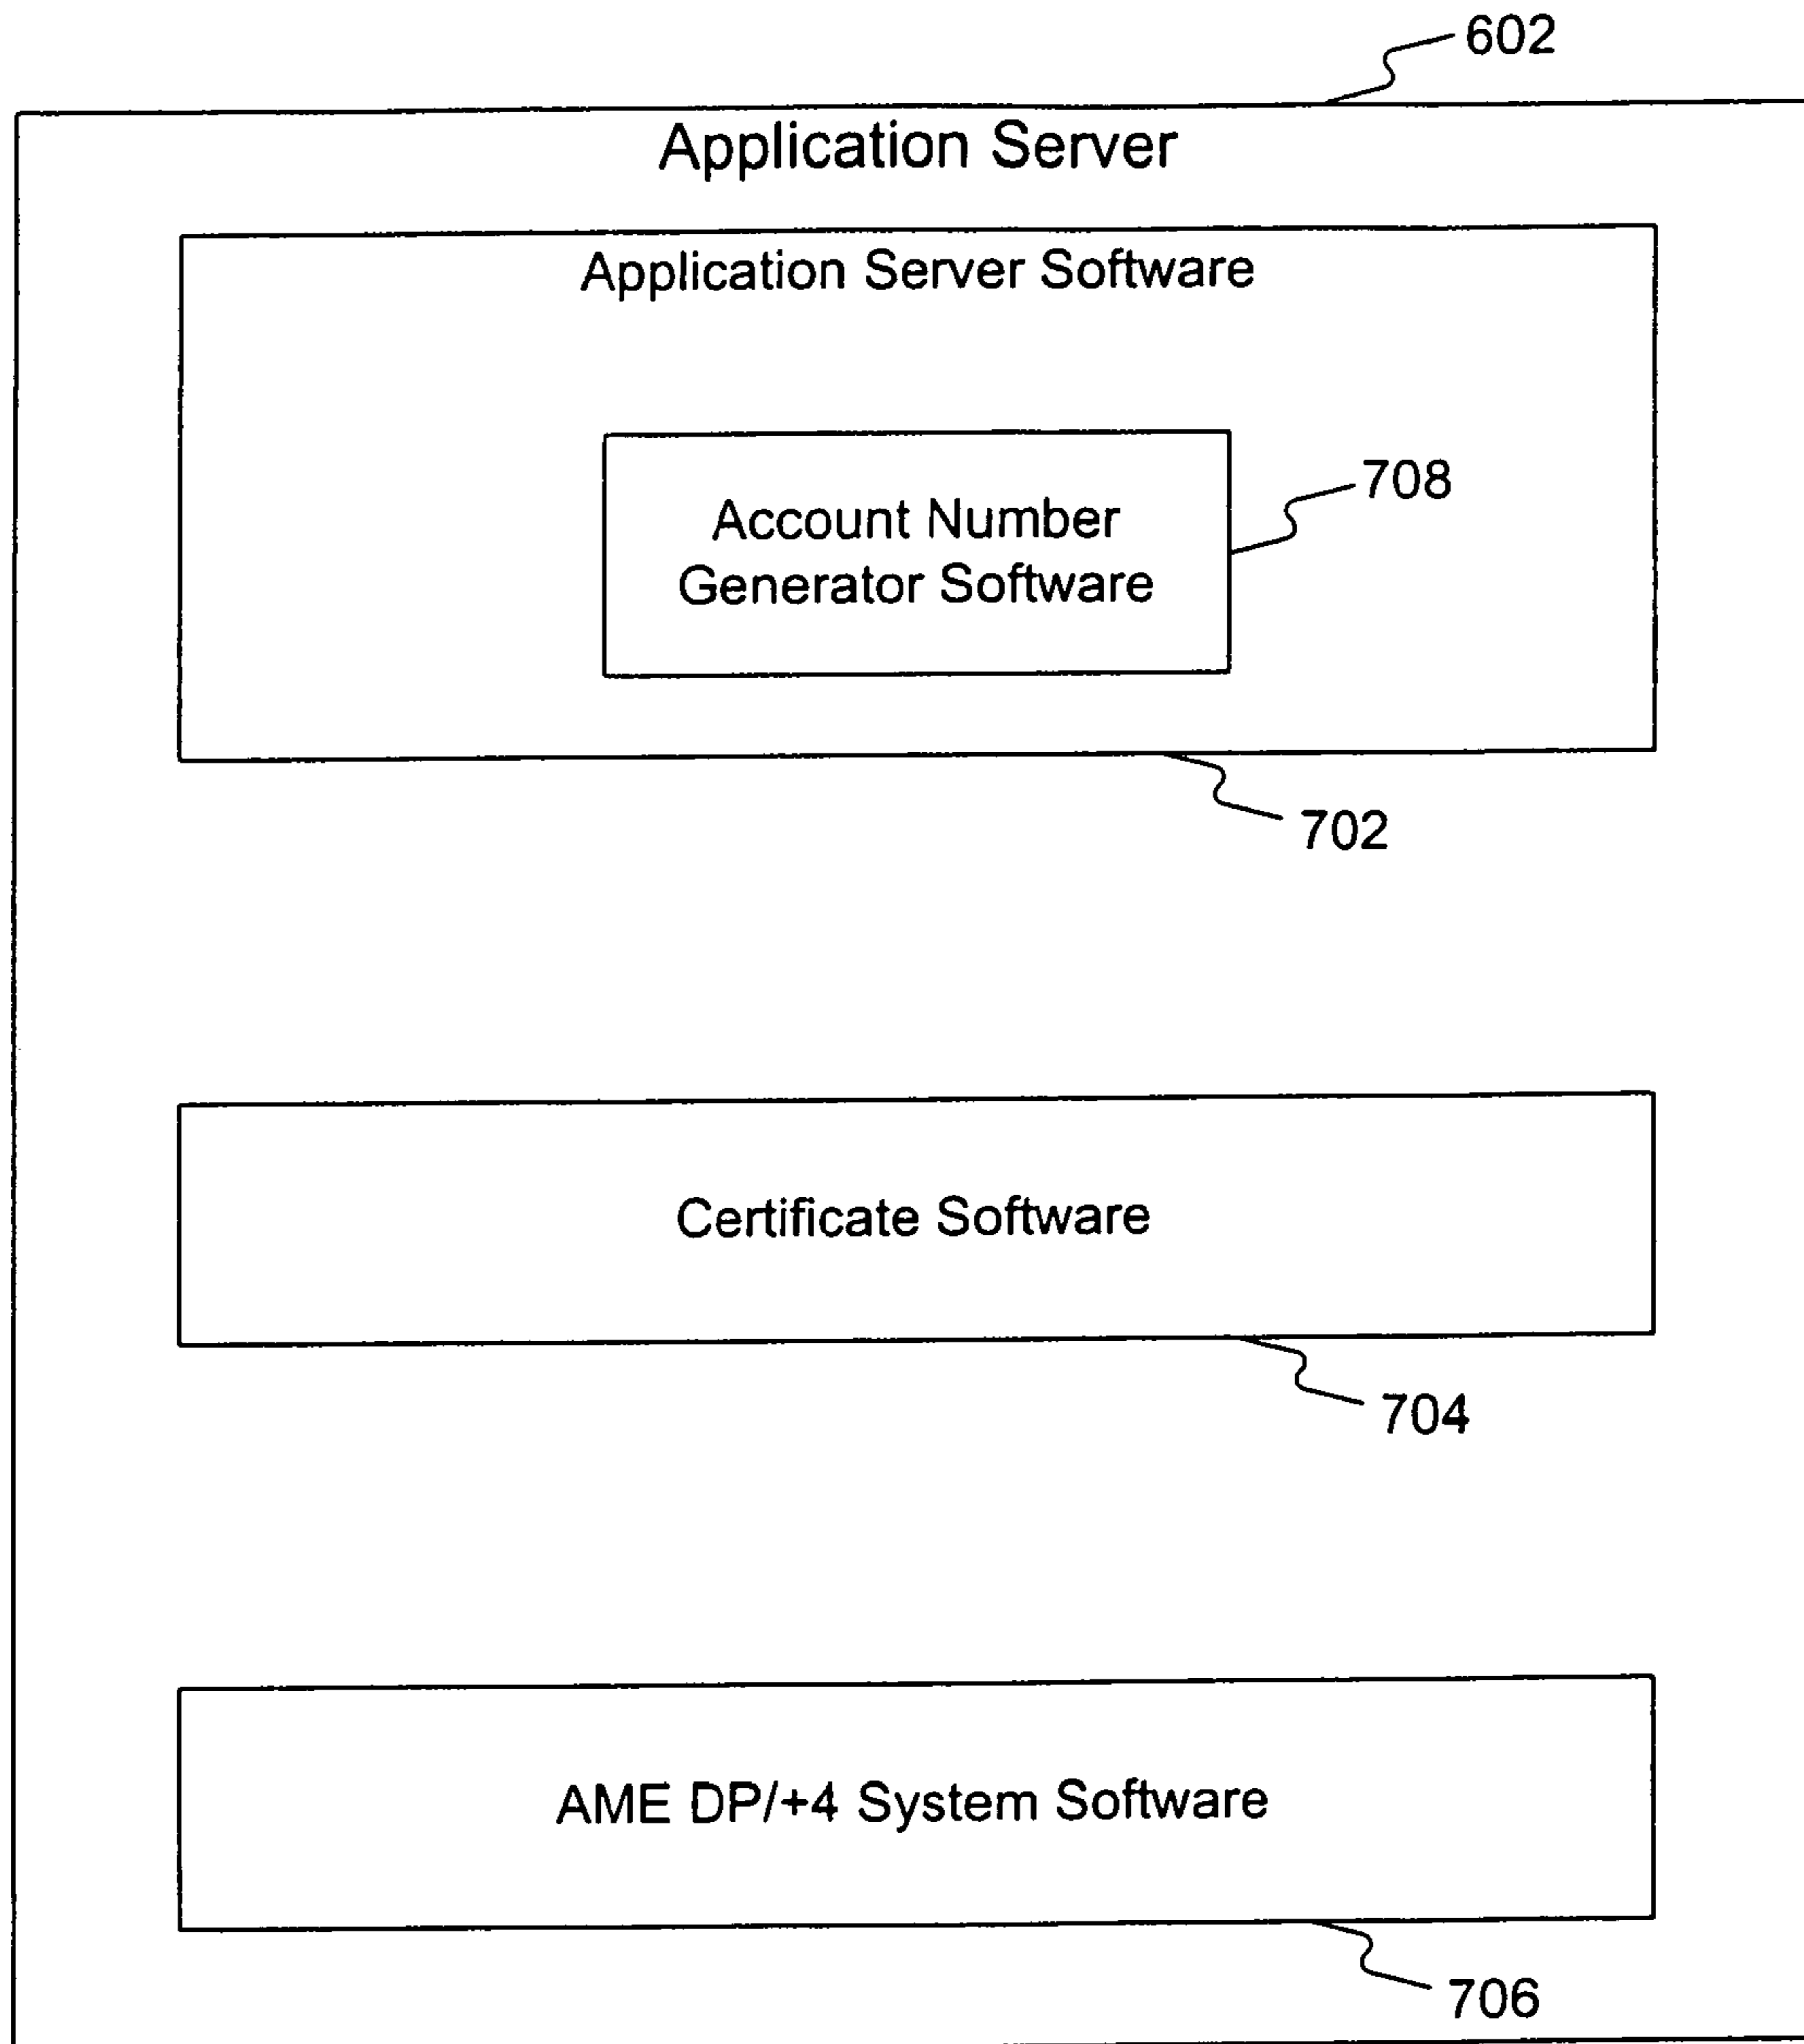 602
Application Server
Application Server Software
Account Number
Generator Software
708
702
Certificate Software
704
AME DP/+4 System Software
706